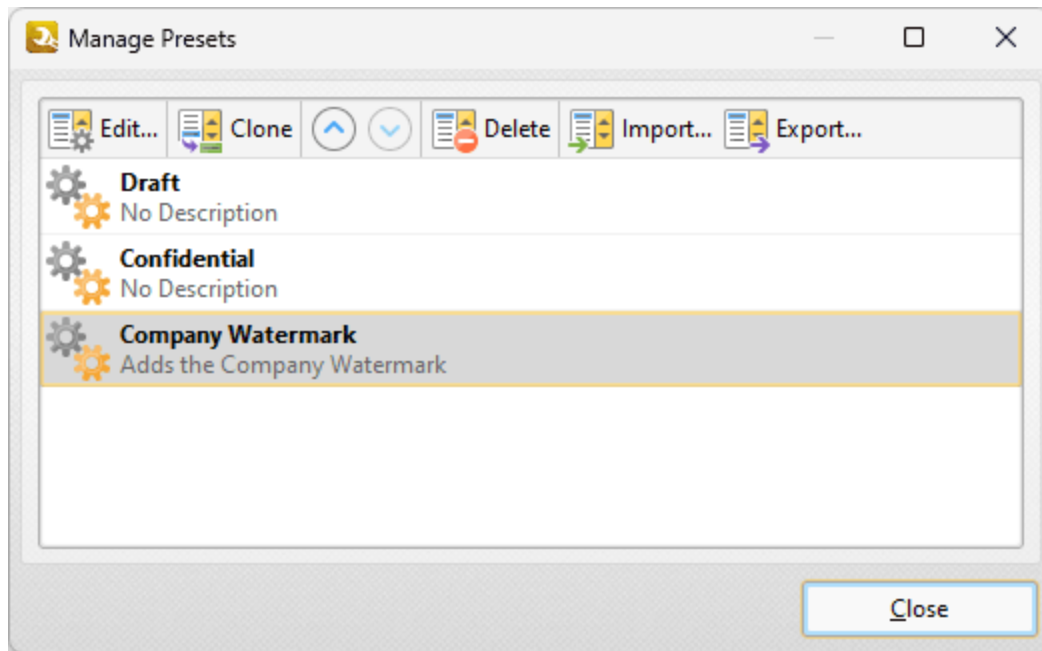 Manage Presets
Edit... Clone Delete Import... Export...
Draft
No Description
Confidential
No Description
Company Watermark
Adds the Company Watermark
Close